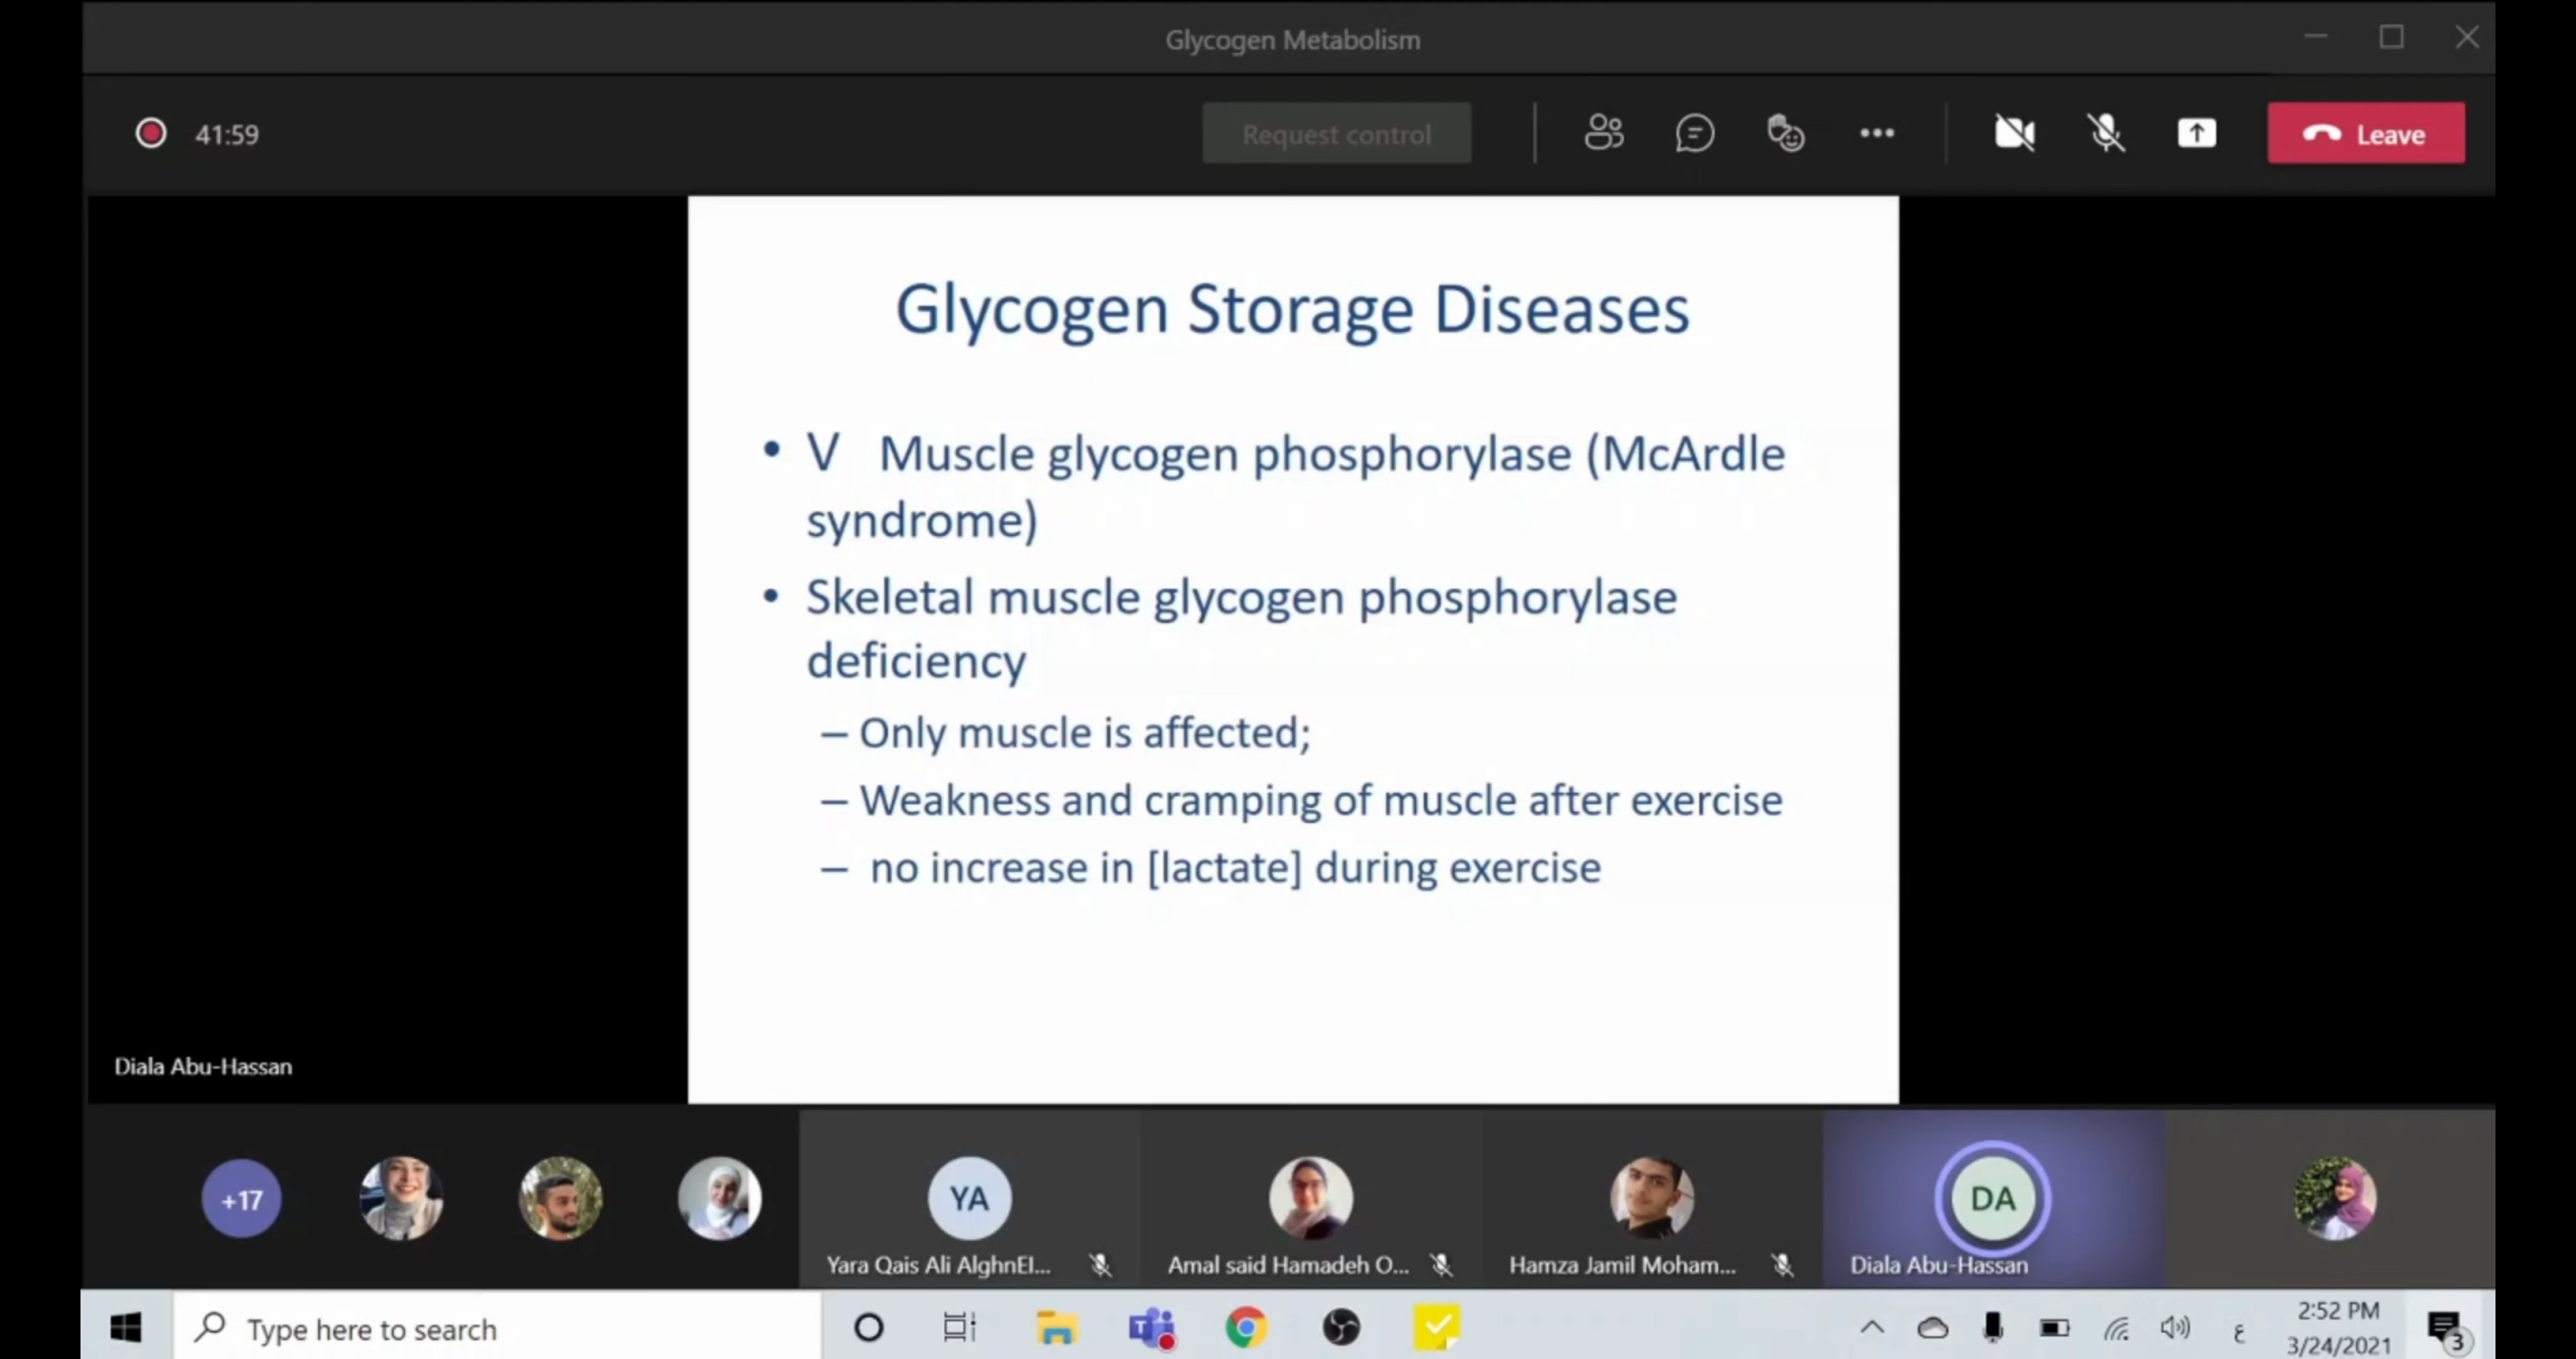 Glycogen Metabolism
41:59
Request control
Leave
Glycogen Storage Diseases
• V Muscle glycogen phosphorylase (McArdle
syndrome)
• Skeletal muscle glycogen phosphorylase
deficiency
– Only muscle is affected;
– Weakness and cramping of muscle after exercise
– no increase in [lactate] during exercise
Diala Abu-Hassan
+17
YA
DA
Yara Qais Ali AlghnEl...
Amal said Hamadeh O...
Hamza Jamil Moham...
Diala Abu-Hassan
Type here to search
T
ع
2:52 PM
3/24/2021
3